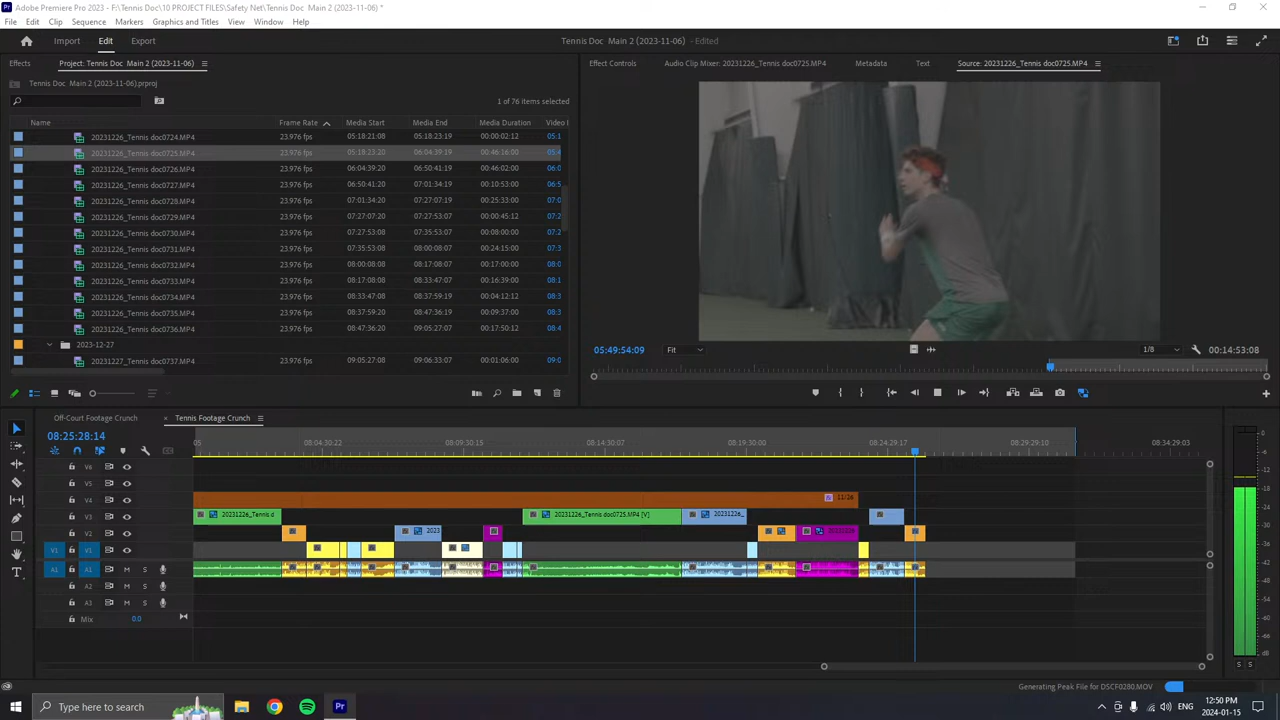 Adobe Premiere Pro 2023 - F:\Tennis Doc\10 PROJECT FILES\Safety Net\Tennis Doc  Main 2 (2023-11-06) *
File Edit Clip Sequence Markers Graphics and Titles View Window Help
Import Edit Export
Tennis Doc  Main 2 (2023-11-06) - Edited
Effects Project: Tennis Doc  Main 2 (2023-11-06)
Effect Controls Audio Clip Mixer: 20231226_Tennis doc0725.MP4 Metadata Text Source: 20231226_Tennis doc0725.MP4
Tennis Doc  Main 2 (2023-11-06).prproj
1 of 76 items selected
Name Frame Rate Media Start Media End Media Duration Video I
20231226_Tennis doc0724.MP4 23.976 fps 05:18:21:08 05:18:23:19 00:00:02:12 05:1
20231226_Tennis doc0725.MP4 23.976 fps 05:18:23:20 06:04:39:19 00:46:16:00 05:4
20231226_Tennis doc0726.MP4 23.976 fps 06:04:39:20 06:50:41:19 00:46:02:00 06:0
20231226_Tennis doc0727.MP4 23.976 fps 06:50:41:20 07:01:34:19 00:10:53:00 06:5
20231226_Tennis doc0728.MP4 23.976 fps 07:01:34:20 07:27:07:19 00:25:33:00 07:0
20231226_Tennis doc0729.MP4 23.976 fps 07:27:07:20 07:27:53:07 00:00:45:12 07:2
20231226_Tennis doc0730.MP4 23.976 fps 07:27:53:08 07:35:53:07 00:08:00:00 07:2
20231226_Tennis doc0731.MP4 23.976 fps 07:35:53:08 08:00:08:07 00:24:15:00 07:3
20231226_Tennis doc0732.MP4 23.976 fps 08:00:08:08 08:17:08:07 00:17:00:00 08:0
20231226_Tennis doc0733.MP4 23.976 fps 08:17:08:08 08:33:47:07 00:16:39:00 08:1
20231226_Tennis doc0734.MP4 23.976 fps 08:33:47:08 08:37:59:19 00:04:12:12 08:3
20231226_Tennis doc0735.MP4 23.976 fps 08:37:59:20 08:47:36:19 00:09:37:00 08:3
20231226_Tennis doc0736.MP4 23.976 fps 08:47:36:20 09:05:27:08 00:17:50:12 08:4
2023-12-27
20231227_Tennis doc0737.MP4 23.976 fps 09:05:27:08 09:06:33:07 00:01:06:00 09:0
05:49:54:09 Fit 1/8 00:14:53:08
Off-Court Footage Crunch Tennis Footage Crunch
08:25:28:14
05 08:04:30:22 08:09:30:15 08:14:30:07 08:19:30:00 08:24:29:17 08:29:29:10 08:34:29:03
V6
V5
V4 11/26
V3 20231226_Tennis d 20231226_Tennis doc0725.MP4 [V] 20231226_
V2 2023
V1 V1
A1 A1 M S
A2 M S
A3 M S
Mix 0.0
0
-6
-12
-18
-24
-30
-36
-42
-48
-54
dB
S S
Generating Peak File for DSCF0280.MOV
Type here to search
Pr
ENG
12:50 PM
2024-01-15